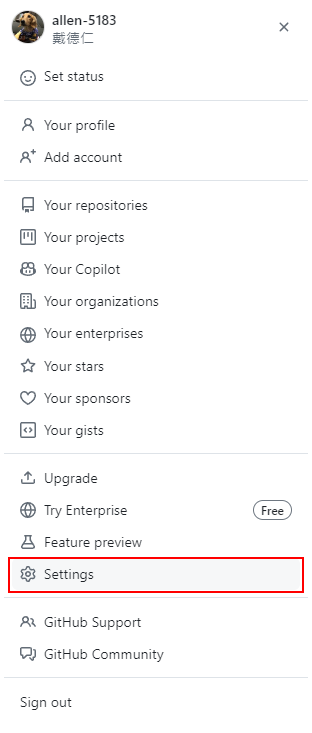 allen-5183
戴德仁
Set status
Your profile
Add account
Your repositories
Your projects
Your Copilot
Your organizations
Your enterprises
Your stars
Your sponsors
Your gists
Upgrade
Try Enterprise Free
Feature preview
Settings
GitHub Support
GitHub Community
Sign out